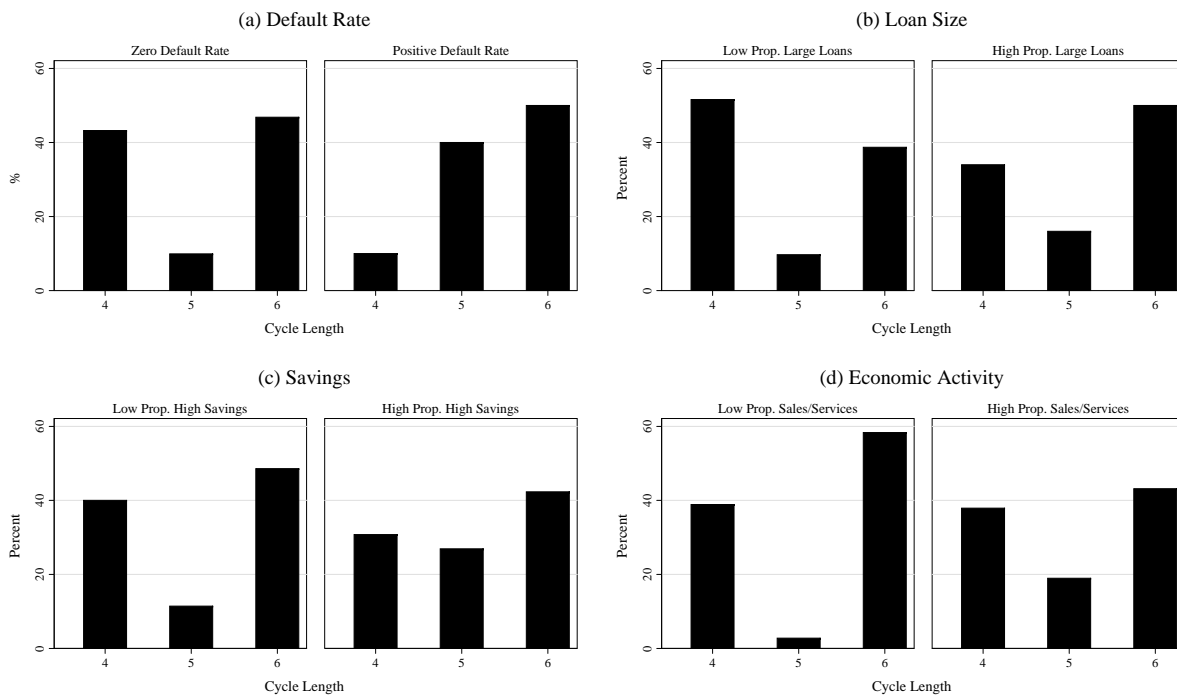 (a) Default Rate
Zero Default Rate
Positive Default Rate
%
0 20 40 60
4 5 6
4 5 6
Cycle Length
(b) Loan Size
Low Prop. Large Loans
High Prop. Large Loans
Percent
0 20 40 60
4 5 6
4 5 6
Cycle Length
(c) Savings
Low Prop. High Savings
High Prop. High Savings
Percent
0 20 40 60
4 5 6
4 5 6
Cycle Length
(d) Economic Activity
Low Prop. Sales/Services
High Prop. Sales/Services
Percent
0 20 40 60
4 5 6
4 5 6
Cycle Length